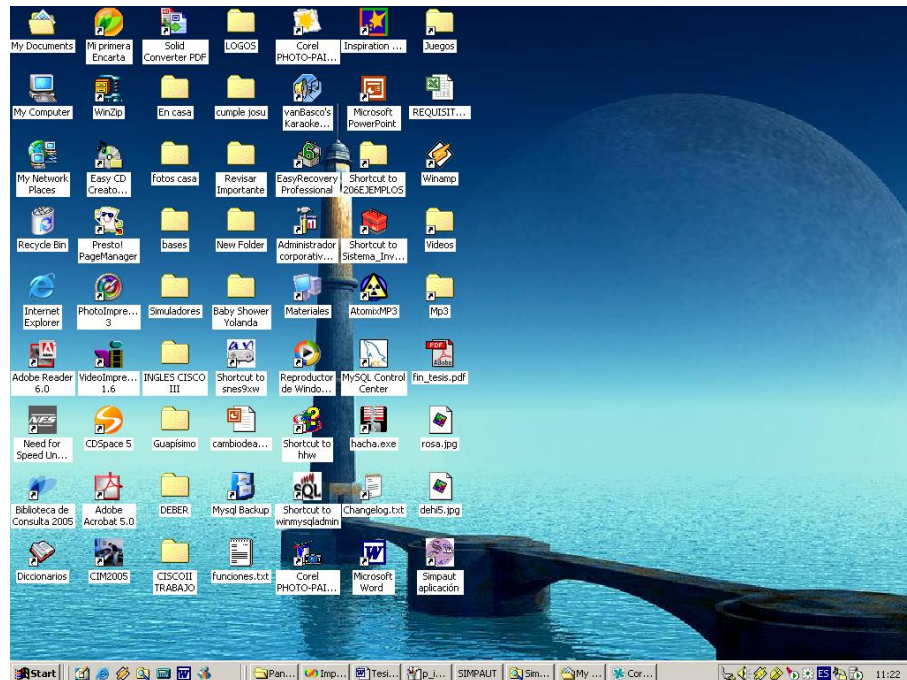 My Documents
Mi primera
Encarta
Solid
Converter PDF
LOGOS
Corel
PHOTO-PAI...
Inspiration ...
Juegos
My Computer
WinZip
En casa
cumple josu
vanBasco's
Karaoke...
Microsoft
PowerPoint
REQUISIT...
My Network
Places
Easy CD
Creato...
fotos casa
Revisar
Importante
EasyRecovery
Professional
Shortcut to
206EJEMPLOS
Winamp
Recycle Bin
Presto!
PageManager
bases
New Folder
Administrador
corporativ...
Shortcut to
Sistema_Inv...
Videos
Internet
Explorer
PhotoImpre...
3
Simuladores
Baby Shower
Yolanda
Materiales
AtomixMP3
Mp3
Adobe Reader
6.0
VideoImpre...
1.6
INGLES CISCO
III
Shortcut to
snes9xw
Reproductor
de Windo...
MySQL Control
Center
fin_tesis.pdf
Need for
Speed Un...
CDSpace 5
Guapísimo
cambiodea...
Shortcut to
hhw
hacha.exe
rosa.jpg
Biblioteca de
Consulta 2005
Adobe
Acrobat 5.0
DEBER
Mysql Backup
Shortcut to
winmysqladmin
Changelog.txt
dehi5.jpg
Diccionarios
CIM2005
CISCOII
TRABAJO
funciones.txt
Corel
PHOTO-PAI...
Microsoft
Word
Simpaut
aplicación
Start
Pan...
Imp...
Tesi...
p_i...
SIMPAUT
Sim...
My ...
Cor...
ES
11:22